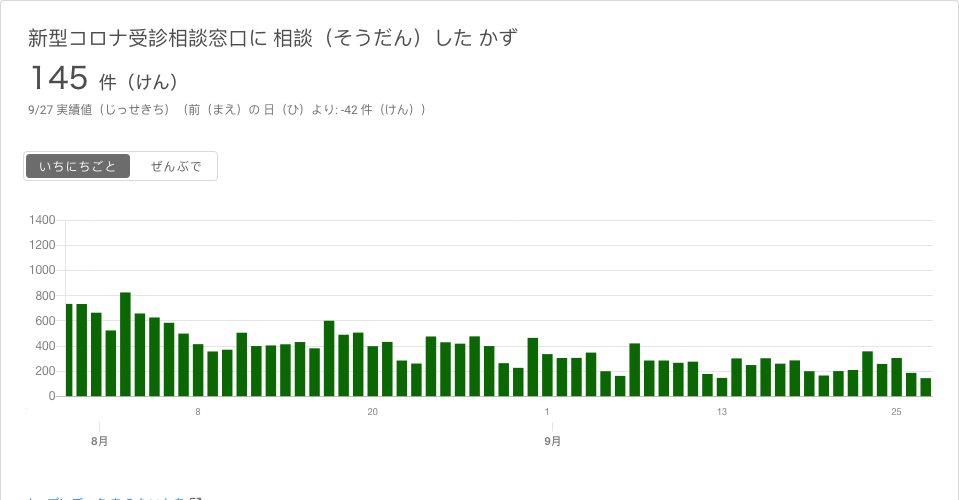 新型コロナ受診相談窓口に 相談（そうだん）した かず
145 件（けん）
9/27 実績値（じっせきち）（前（まえ）の 日（ひ）より: -42 件（けん））
いちにちごと ぜんぶで
1400
1200
1000
800
600
400
200
0
8 20 1 13 25
8月 9月